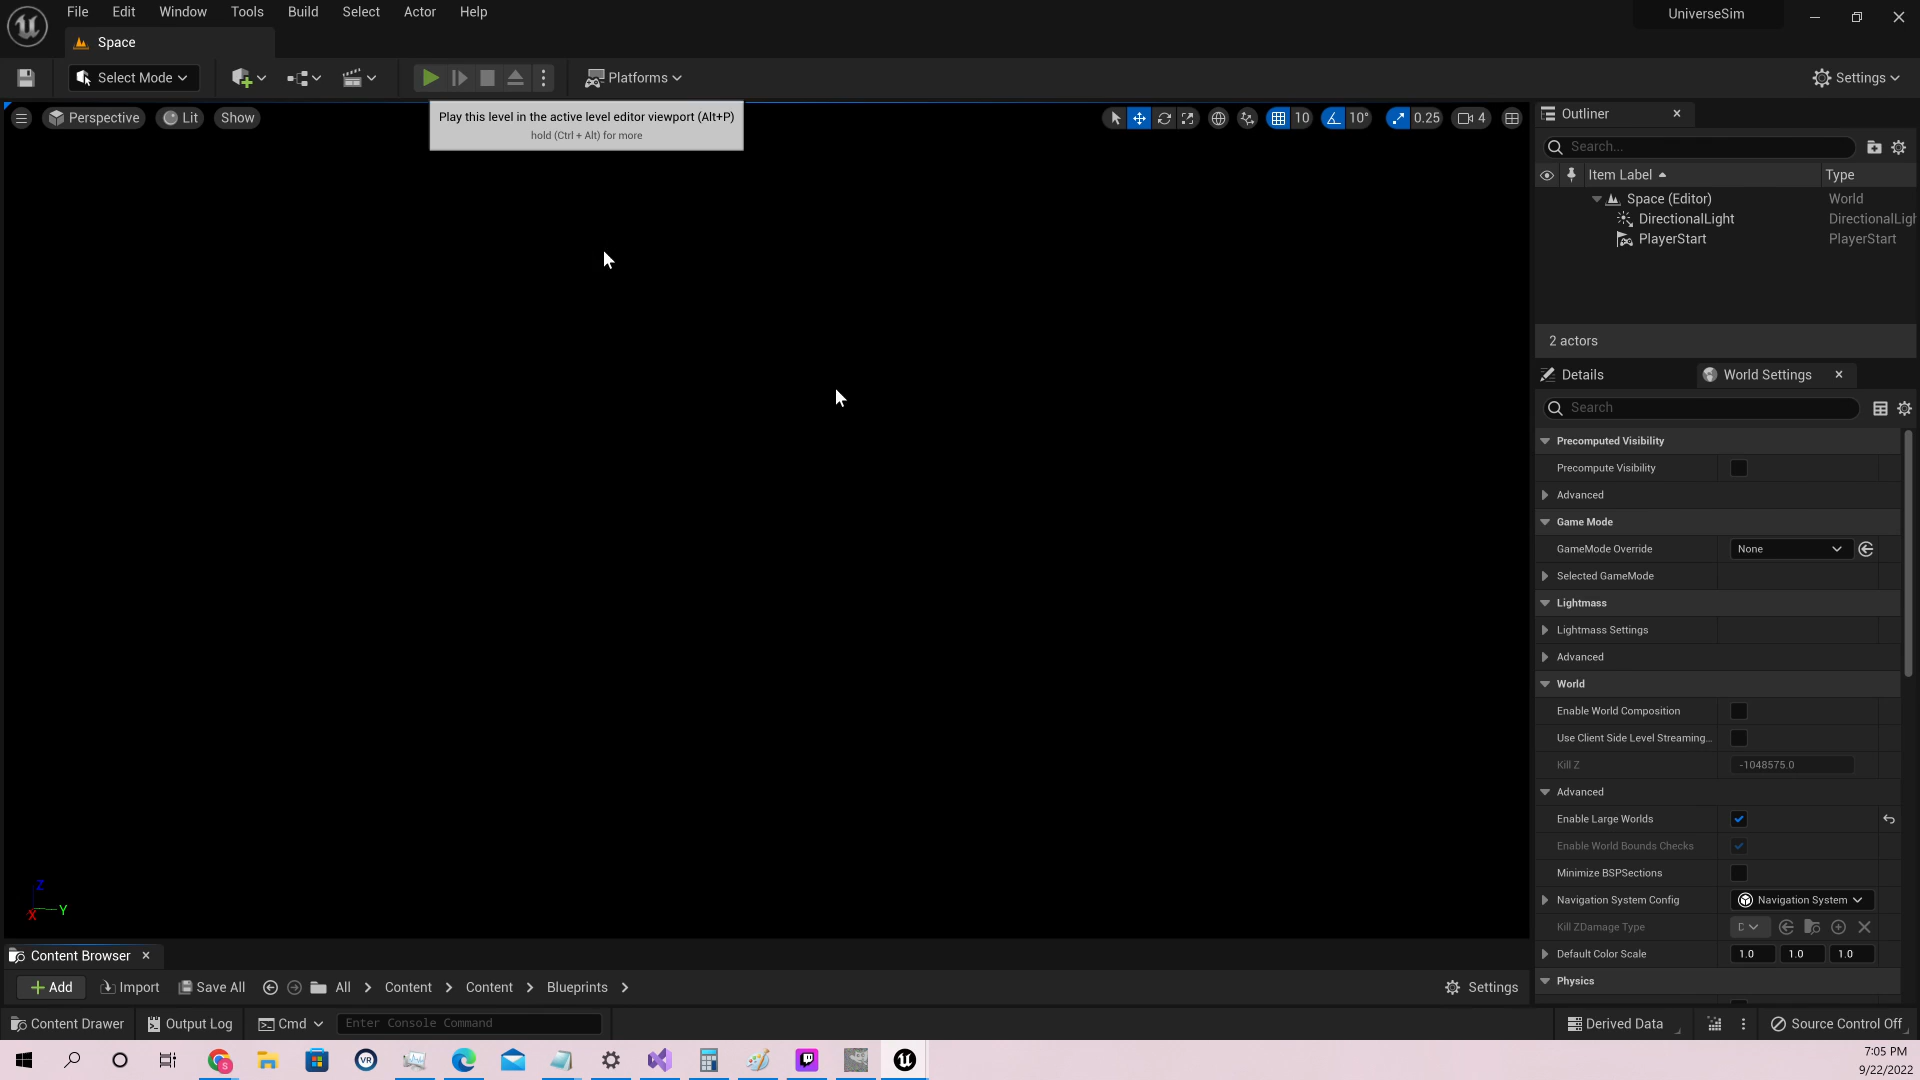 File Edit Window Tools Build Select Actor Help
UniverseSim
Space
Select Mode
Platforms
Settings
Perspective Lit Show
Play this level in the active level editor viewport (Alt+P)
hold (Ctrl + Alt) for more
10 10° 0.25 4
Outliner
Search...
Item Label Type
Space (Editor) World
DirectionalLight DirectionalLigh
PlayerStart PlayerStart
2 actors
Details World Settings
Search
Precomputed Visibility
Precompute Visibility
Advanced
Game Mode
GameMode Override None
Selected GameMode
Lightmass
Lightmass Settings
Advanced
World
Enable World Composition
Use Client Side Level Streaming...
Kill Z -1048575.0
Advanced
Enable Large Worlds
Enable World Bounds Checks
Minimize BSPSections
Navigation System Config Navigation System
Kill ZDamage Type
Default Color Scale 1.0 1.0 1.0
Physics
Z
X Y
Content Browser
Add Import Save All All Content Content Blueprints Settings
Content Drawer Output Log Cmd Enter Console Command Derived Data Source Control Off
VR
S
7:05 PM
9/22/2022